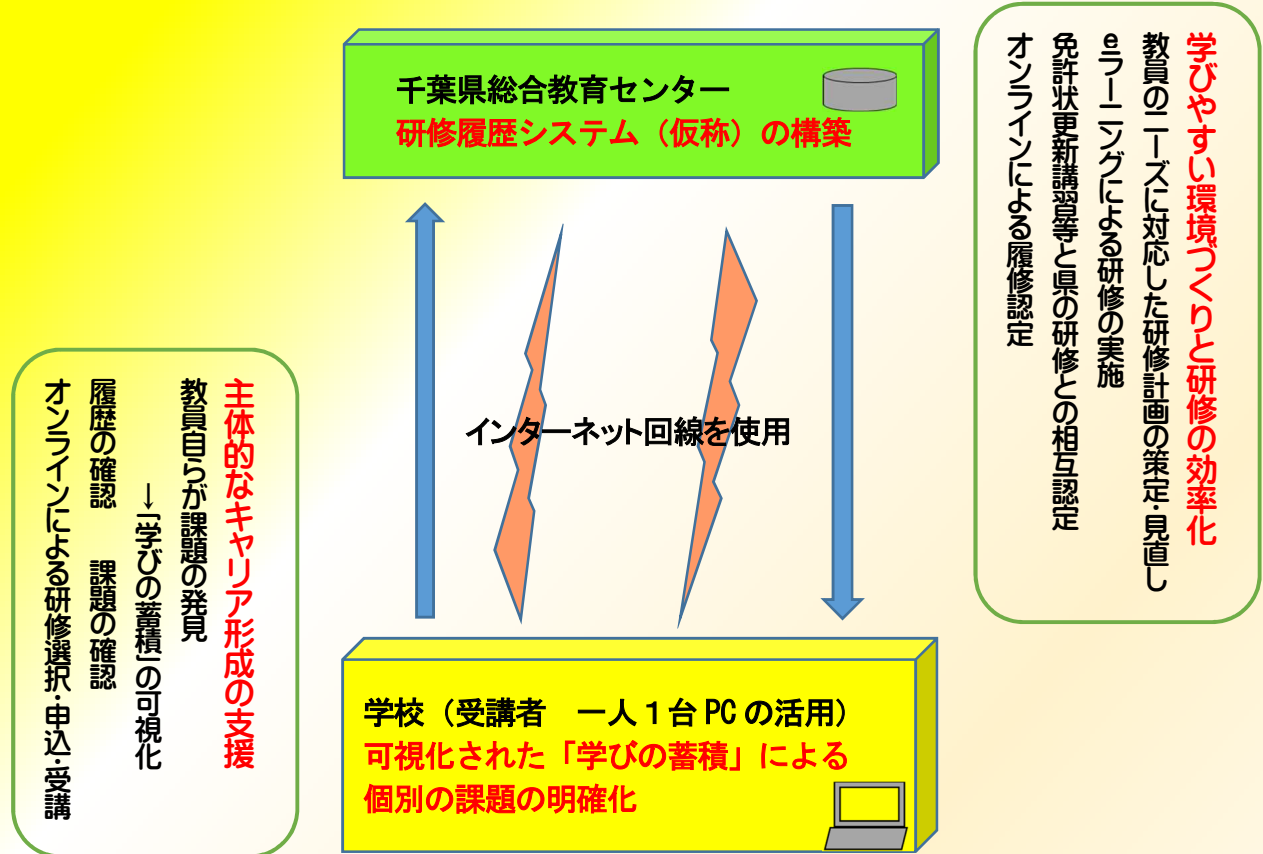 千葉県総合教育センター
研修履歴システム（仮称）の構築
学びやすい環境づくりと研修の効率化
教員のニーズに対応した研修計画の策定・見直し
eラーニングによる研修の実施
免許状更新講習等と県の研修との相互認定
オンラインによる履修認定
インターネット回線を使用
主体的なキャリア形成の支援
教員自らが課題の発見
→「学びの蓄積」の可視化
履歴の確認　課題の確認
オンラインによる研修選択・申込・受講
学校（受講者　一人１台 PC の活用）
可視化された「学びの蓄積」による
個別の課題の明確化